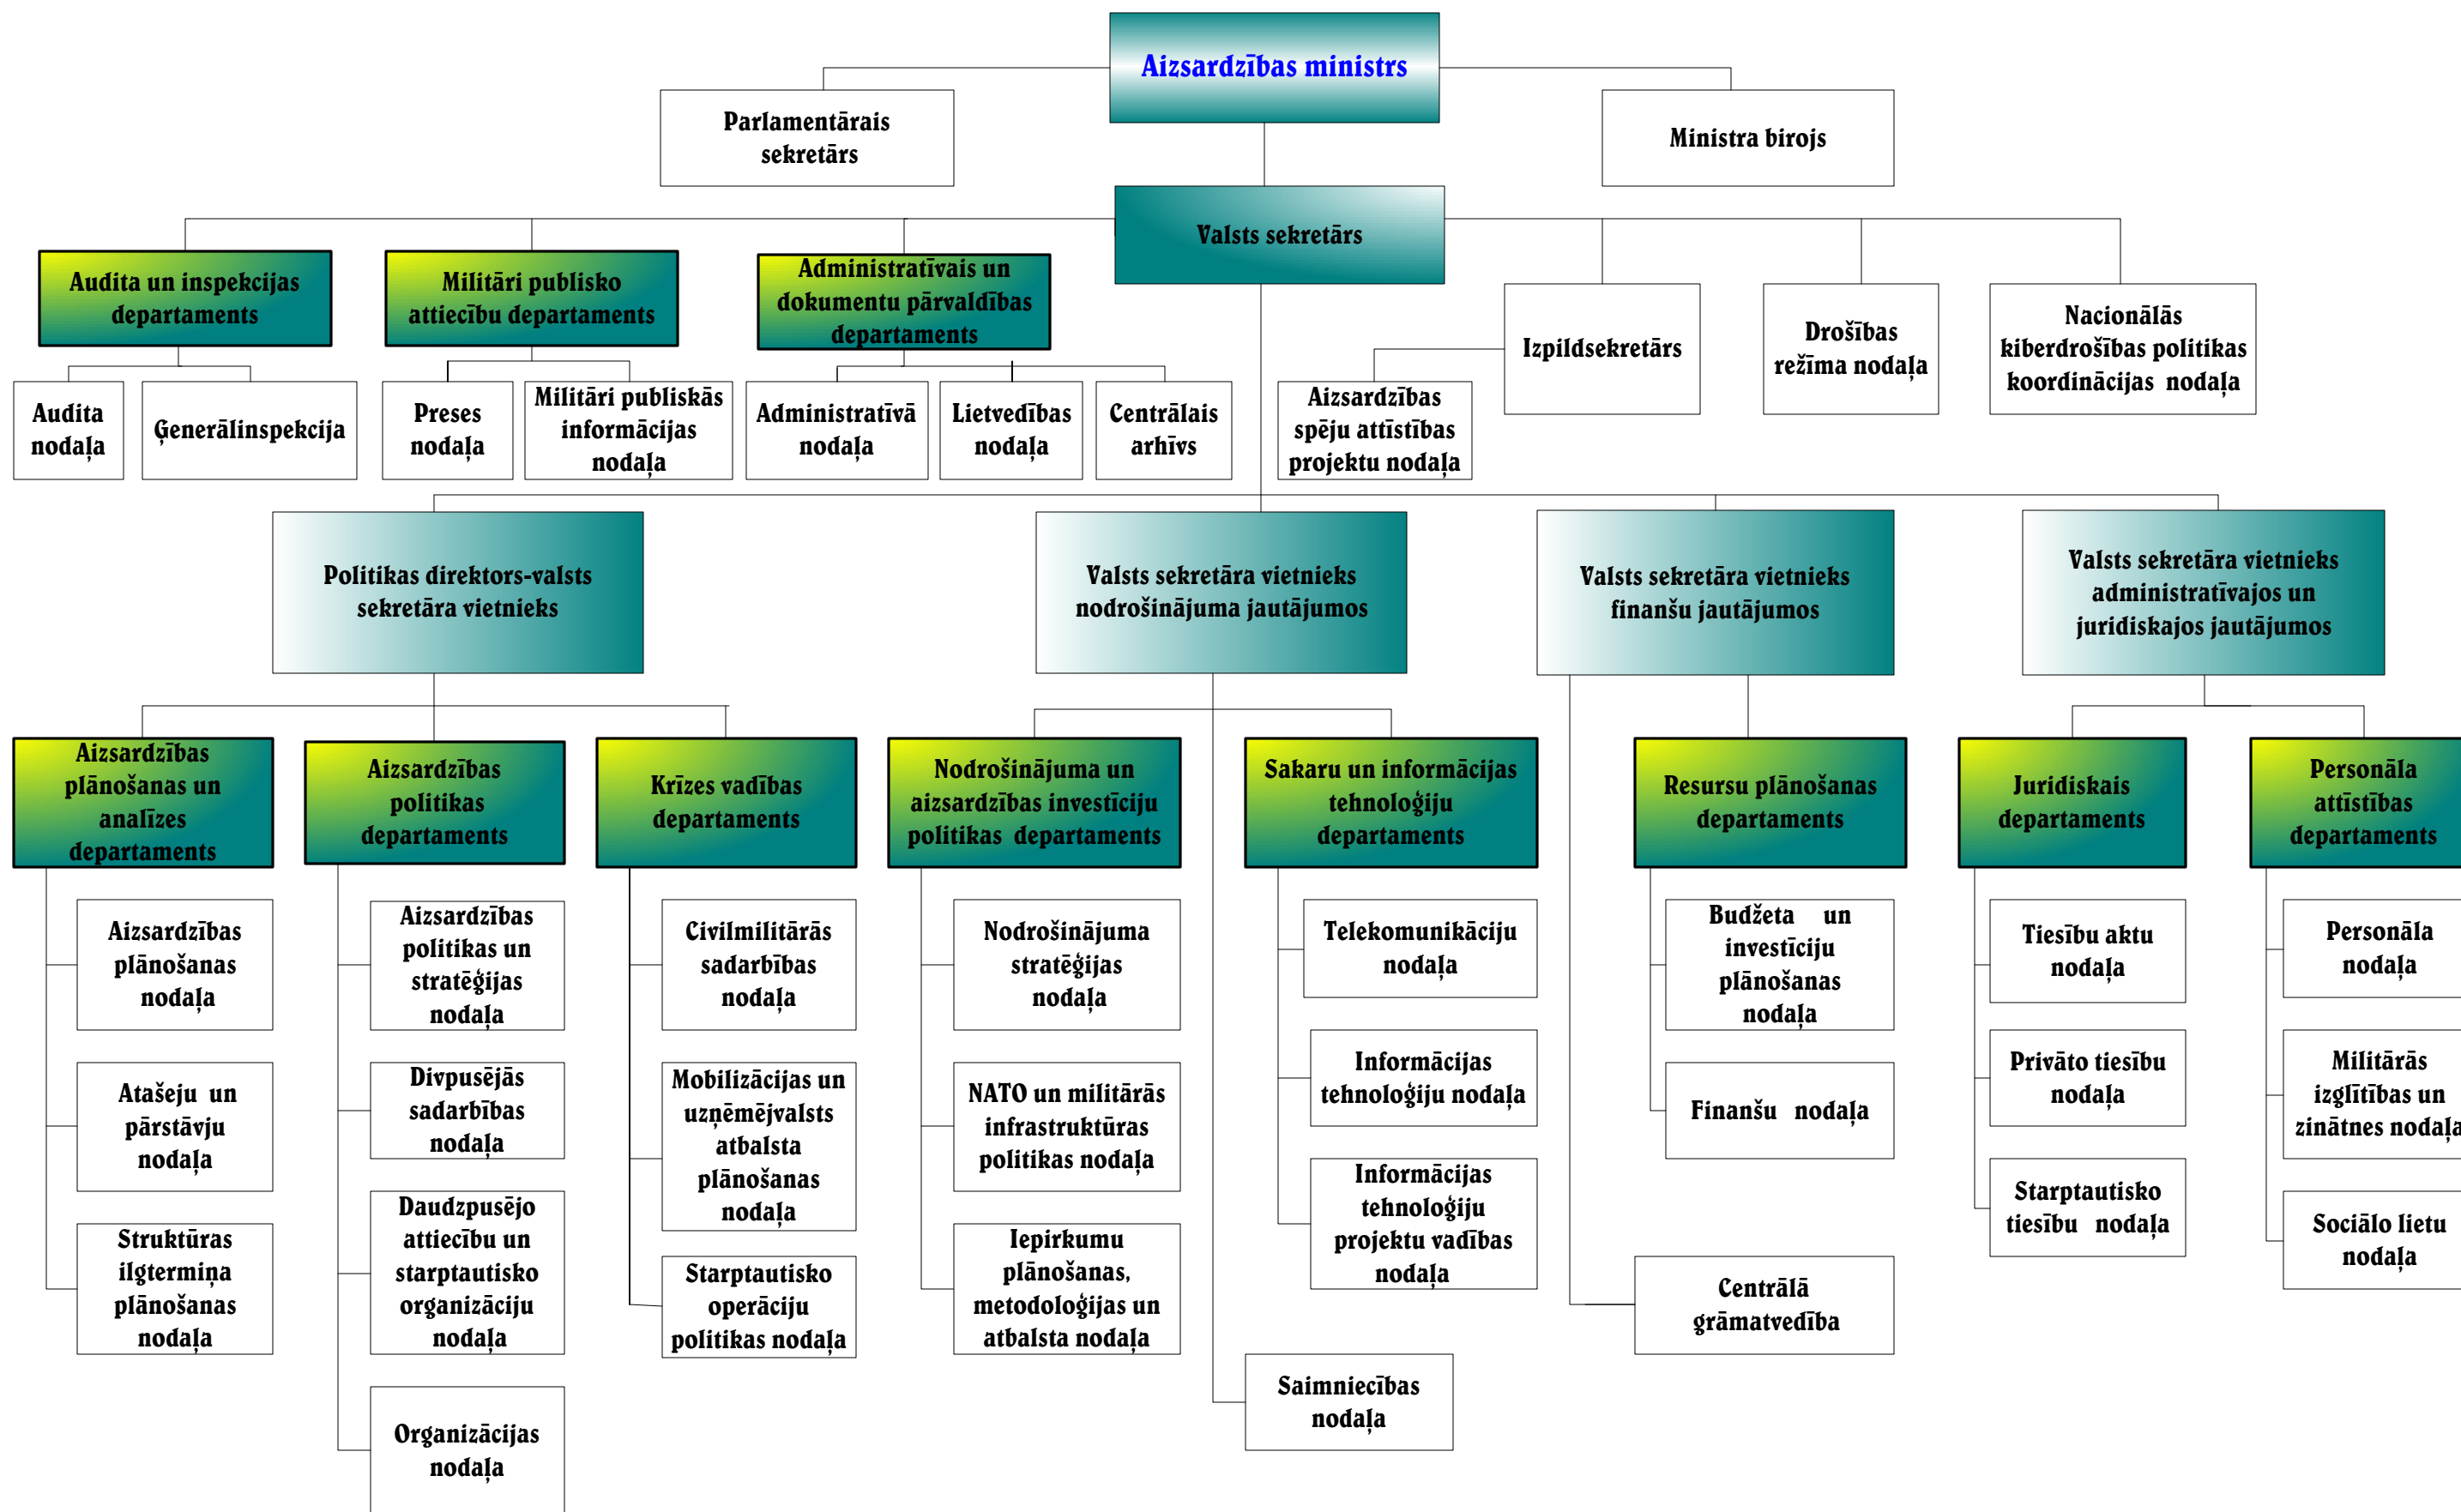 Aizsardzības ministrs
Parlamentārais
sekretārs
Ministra birojs
Valsts sekretārs
Audita un inspekcijas
departaments
Militāri publisko
attiecību departaments
Administratīvais un
dokumentu pārvaldības
departaments
Izpildsekretārs
Drošības
režīma nodaļa
Nacionālās
kiberdrošības politikas
koordinācijas nodaļa
Audita
nodaļa
Ģenerālinspekcija
Preses
nodaļa
Militāri publiskās
informācijas
nodaļa
Administratīvā
nodaļa
Lietvedības
nodaļa
Centrālais
arhīvs
Aizsardzības
spēju attīstības
projektu nodaļa
Politikas direktors-valsts
sekretāra vietnieks
Valsts sekretāra vietnieks
nodrošinājuma jautājumos
Valsts sekretāra vietnieks
finanšu jautājumos
Valsts sekretāra vietnieks
administratīvajos un
juridiskajos jautājumos
Aizsardzības
plānošanas un
analīzes
departaments
Aizsardzības
politikas
departaments
Krīzes vadības
departaments
Nodrošinājuma un
aizsardzības investīciju
politikas departaments
Sakaru un informācijas
tehnoloģiju
departaments
Resursu plānošanas
departaments
Juridiskais
departaments
Personāla
attīstības
departaments
Aizsardzības
plānošanas
nodaļa
Atašeju un
pārstāvju
nodaļa
Struktūras
ilgtermiņa
plānošanas
nodaļa
Aizsardzības
politikas un
stratēģijas
nodaļa
Divpusējās
sadarbības
nodaļa
Daudzpusējo
attiecību un
starptautisko
organizāciju
nodaļa
Organizācijas
nodaļa
Civilmilitārās
sadarbības
nodaļa
Mobilizācijas un
uzņēmējvalsts
atbalsta
plānošanas
nodaļa
Starptautisko
operāciju
politikas nodaļa
Nodrošinājuma
stratēģijas
nodaļa
NATO un militārās
infrastruktūras
politikas nodaļa
Iepirkumu
plānošanas,
metodoloģijas un
atbalsta nodaļa
Telekomunikāciju
nodaļa
Informācijas
tehnoloģiju nodaļa
Informācijas
tehnoloģiju
projektu vadības
nodaļa
Saimniecības
nodaļa
Budžeta un
investīciju
plānošanas
nodaļa
Finanšu nodaļa
Centrālā
grāmatvedība
Tiesību aktu
nodaļa
Privāto tiesību
nodaļa
Starptautisko
tiesību nodaļa
Personāla
nodaļa
Militārās
izglītības un
zinātnes nodaļa
Sociālo lietu
nodaļa